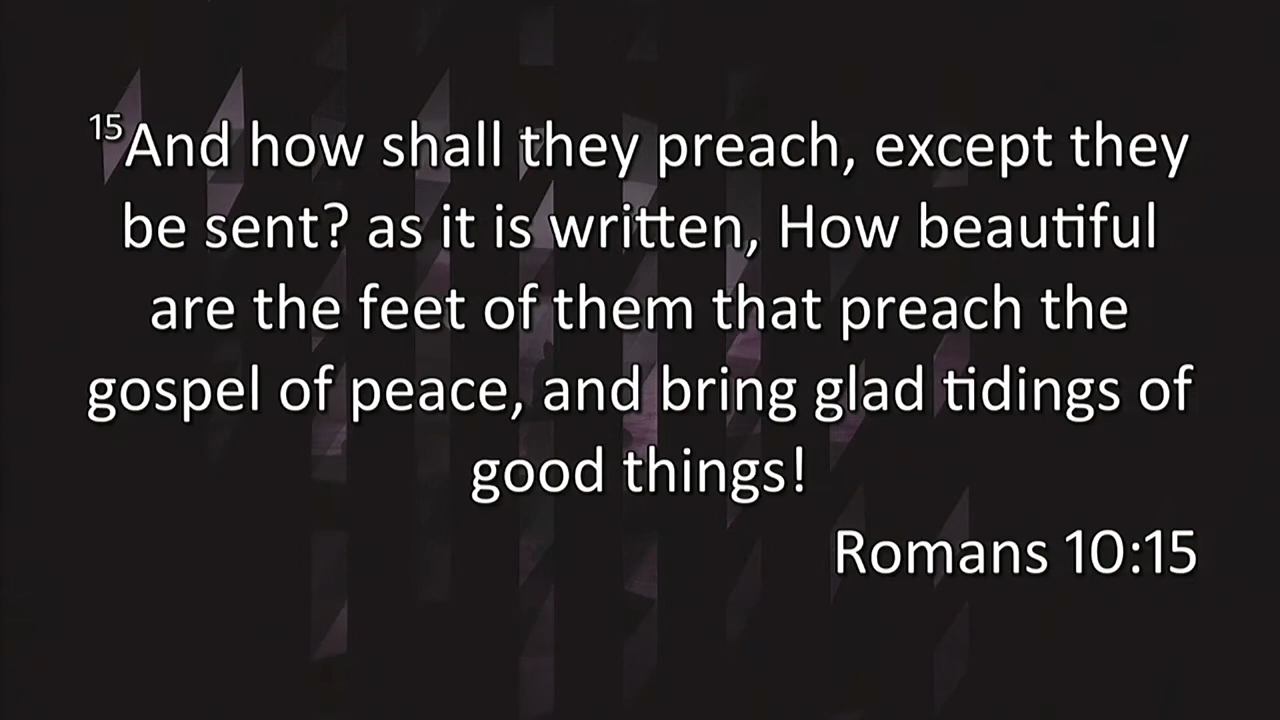 15And how shall they preach, except they
be sent? as it is written, How beautiful
are the feet of them that preach the
gospel of peace, and bring glad tidings of
good things!
Romans 10:15